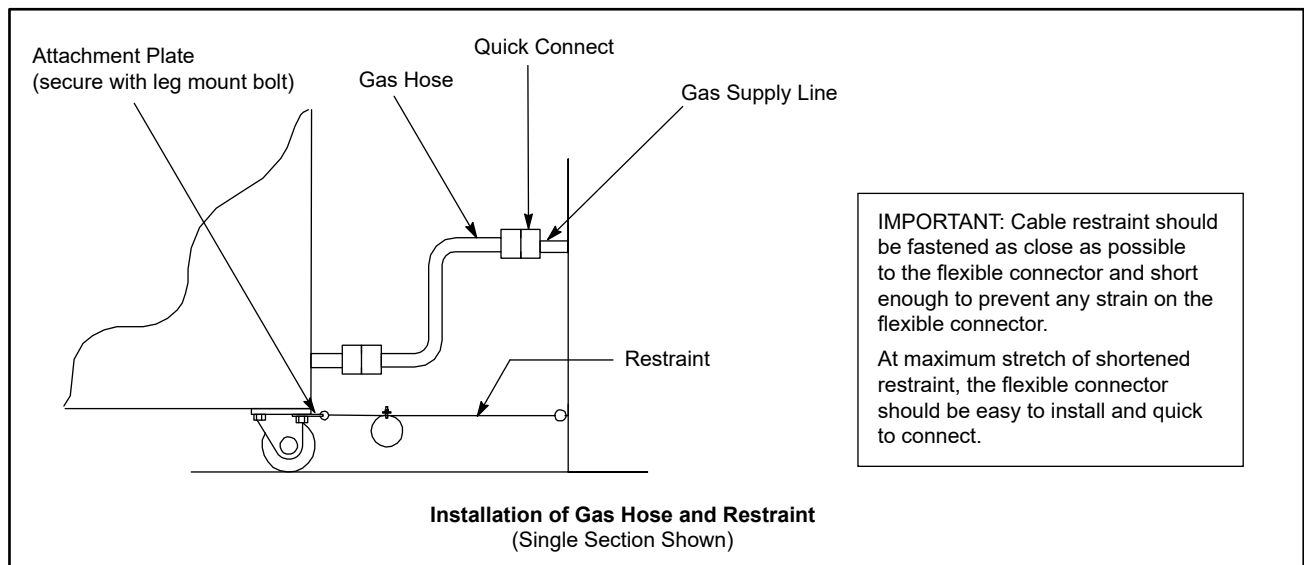 Attachment Plate
(secure with leg mount bolt)
Quick Connect
Gas Hose
Gas Supply Line
Restraint
IMPORTANT: Cable restraint should
be fastened as close as possible
to the flexible connector and short
enough to prevent any strain on the
flexible connector.
At maximum stretch of shortened
restraint, the flexible connector
should be easy to install and quick
to connect.
Installation of Gas Hose and Restraint
(Single Section Shown)